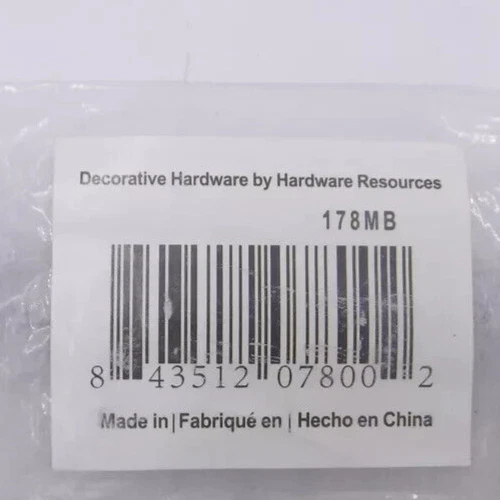 Decorative Hardware by Hardware Resources
178MB
8 43512 07800 2
Made in | Fabriqué en | Hecho en China